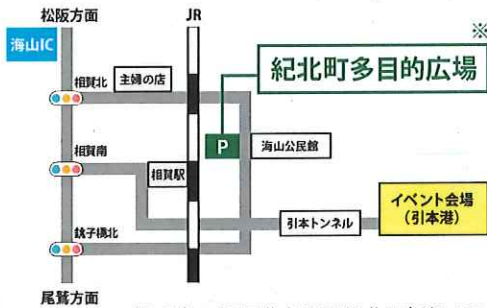 松阪方面
JR
※
海山IC
相賀北
主婦の店
紀北町多目的広場
P
海山公民館
相賀南
相賀駅
イベント会場
(引本港)
引本トンネル
銚子橋北
尾鷲方面